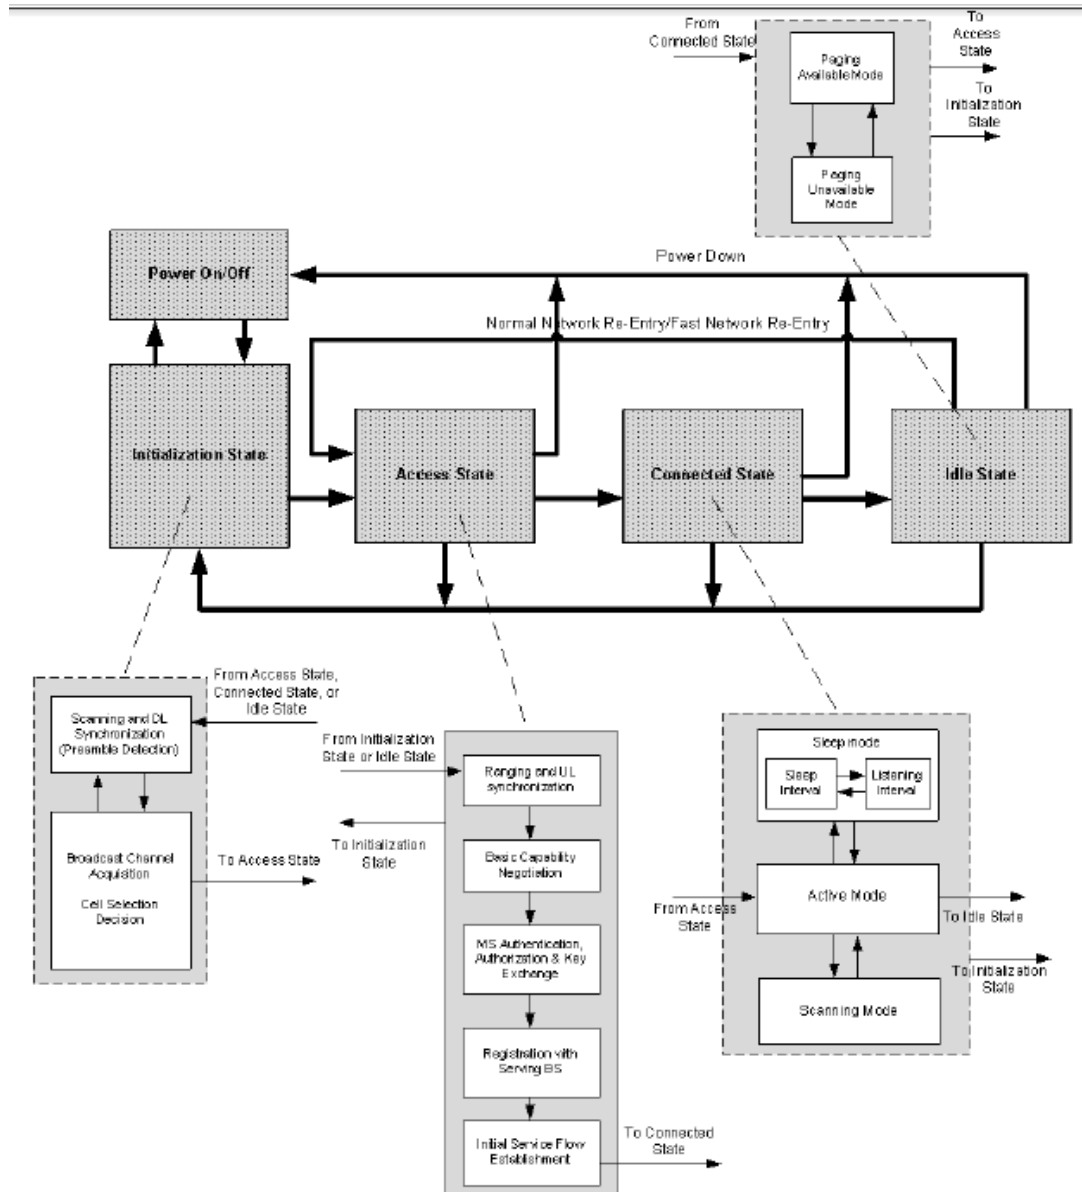 From
Connected State
To
Access
State
To
Initialization
State
Paging
Available Mode
Paging
Unavailable
Mode
Power On/Off
Power Down
Normal Network Re-Entry/Fast Network Re-Entry
Initialization State
Access State
Connected State
Idle State
From Access State,
Connected State, or
Idle State
Scanning and DL
Synchronization
(Preamble Detection)
Broadcast Channel
Acquisition
Cell Selection
Decision
To Access State
From Initialization
State or Idle State
To Initialization
State
Ranging and UL
synchronization
Basic Capability
Negotiation
MS Authentication,
Authorization & Key
Exchange
Registration with
Serving BS
Initial Service Flow
Establishment
To Connected
State
Sleep mode
Sleep
Interval
Listening
Interval
From Access
State
Active Mode
To Idle State
To Initialization
State
Scanning Mode